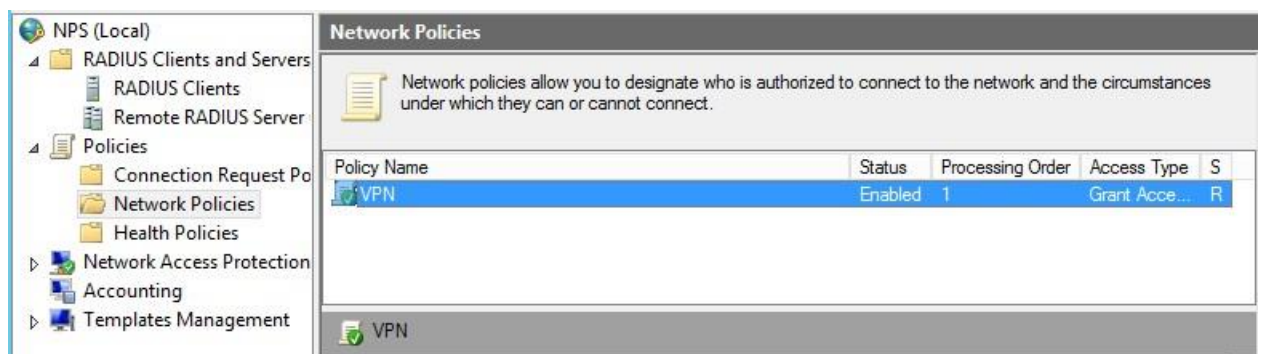 NPS (Local)
RADIUS Clients and Servers
RADIUS Clients
Remote RADIUS Server
Policies
Connection Request Po
Network Policies
Health Policies
Network Access Protection
Accounting
Templates Management
Network Policies
Network policies allow you to designate who is authorized to connect to the network and the circumstances
under which they can or cannot connect.
Policy Name Status Processing Order Access Type S
VPN Enabled 1 Grant Acce... R
VPN